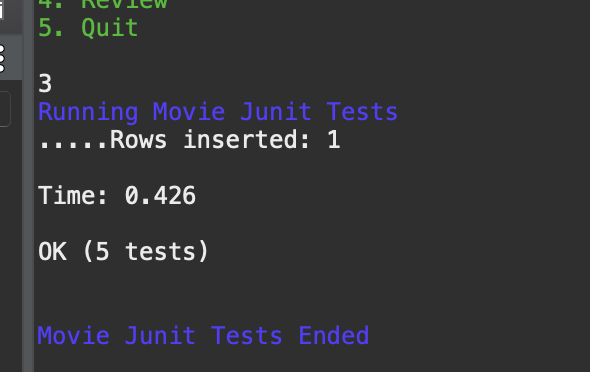 4. Review
5. Quit
3
Running Movie Junit Tests
.....Rows inserted: 1
Time: 0.426
OK (5 tests)
Movie Junit Tests Ended